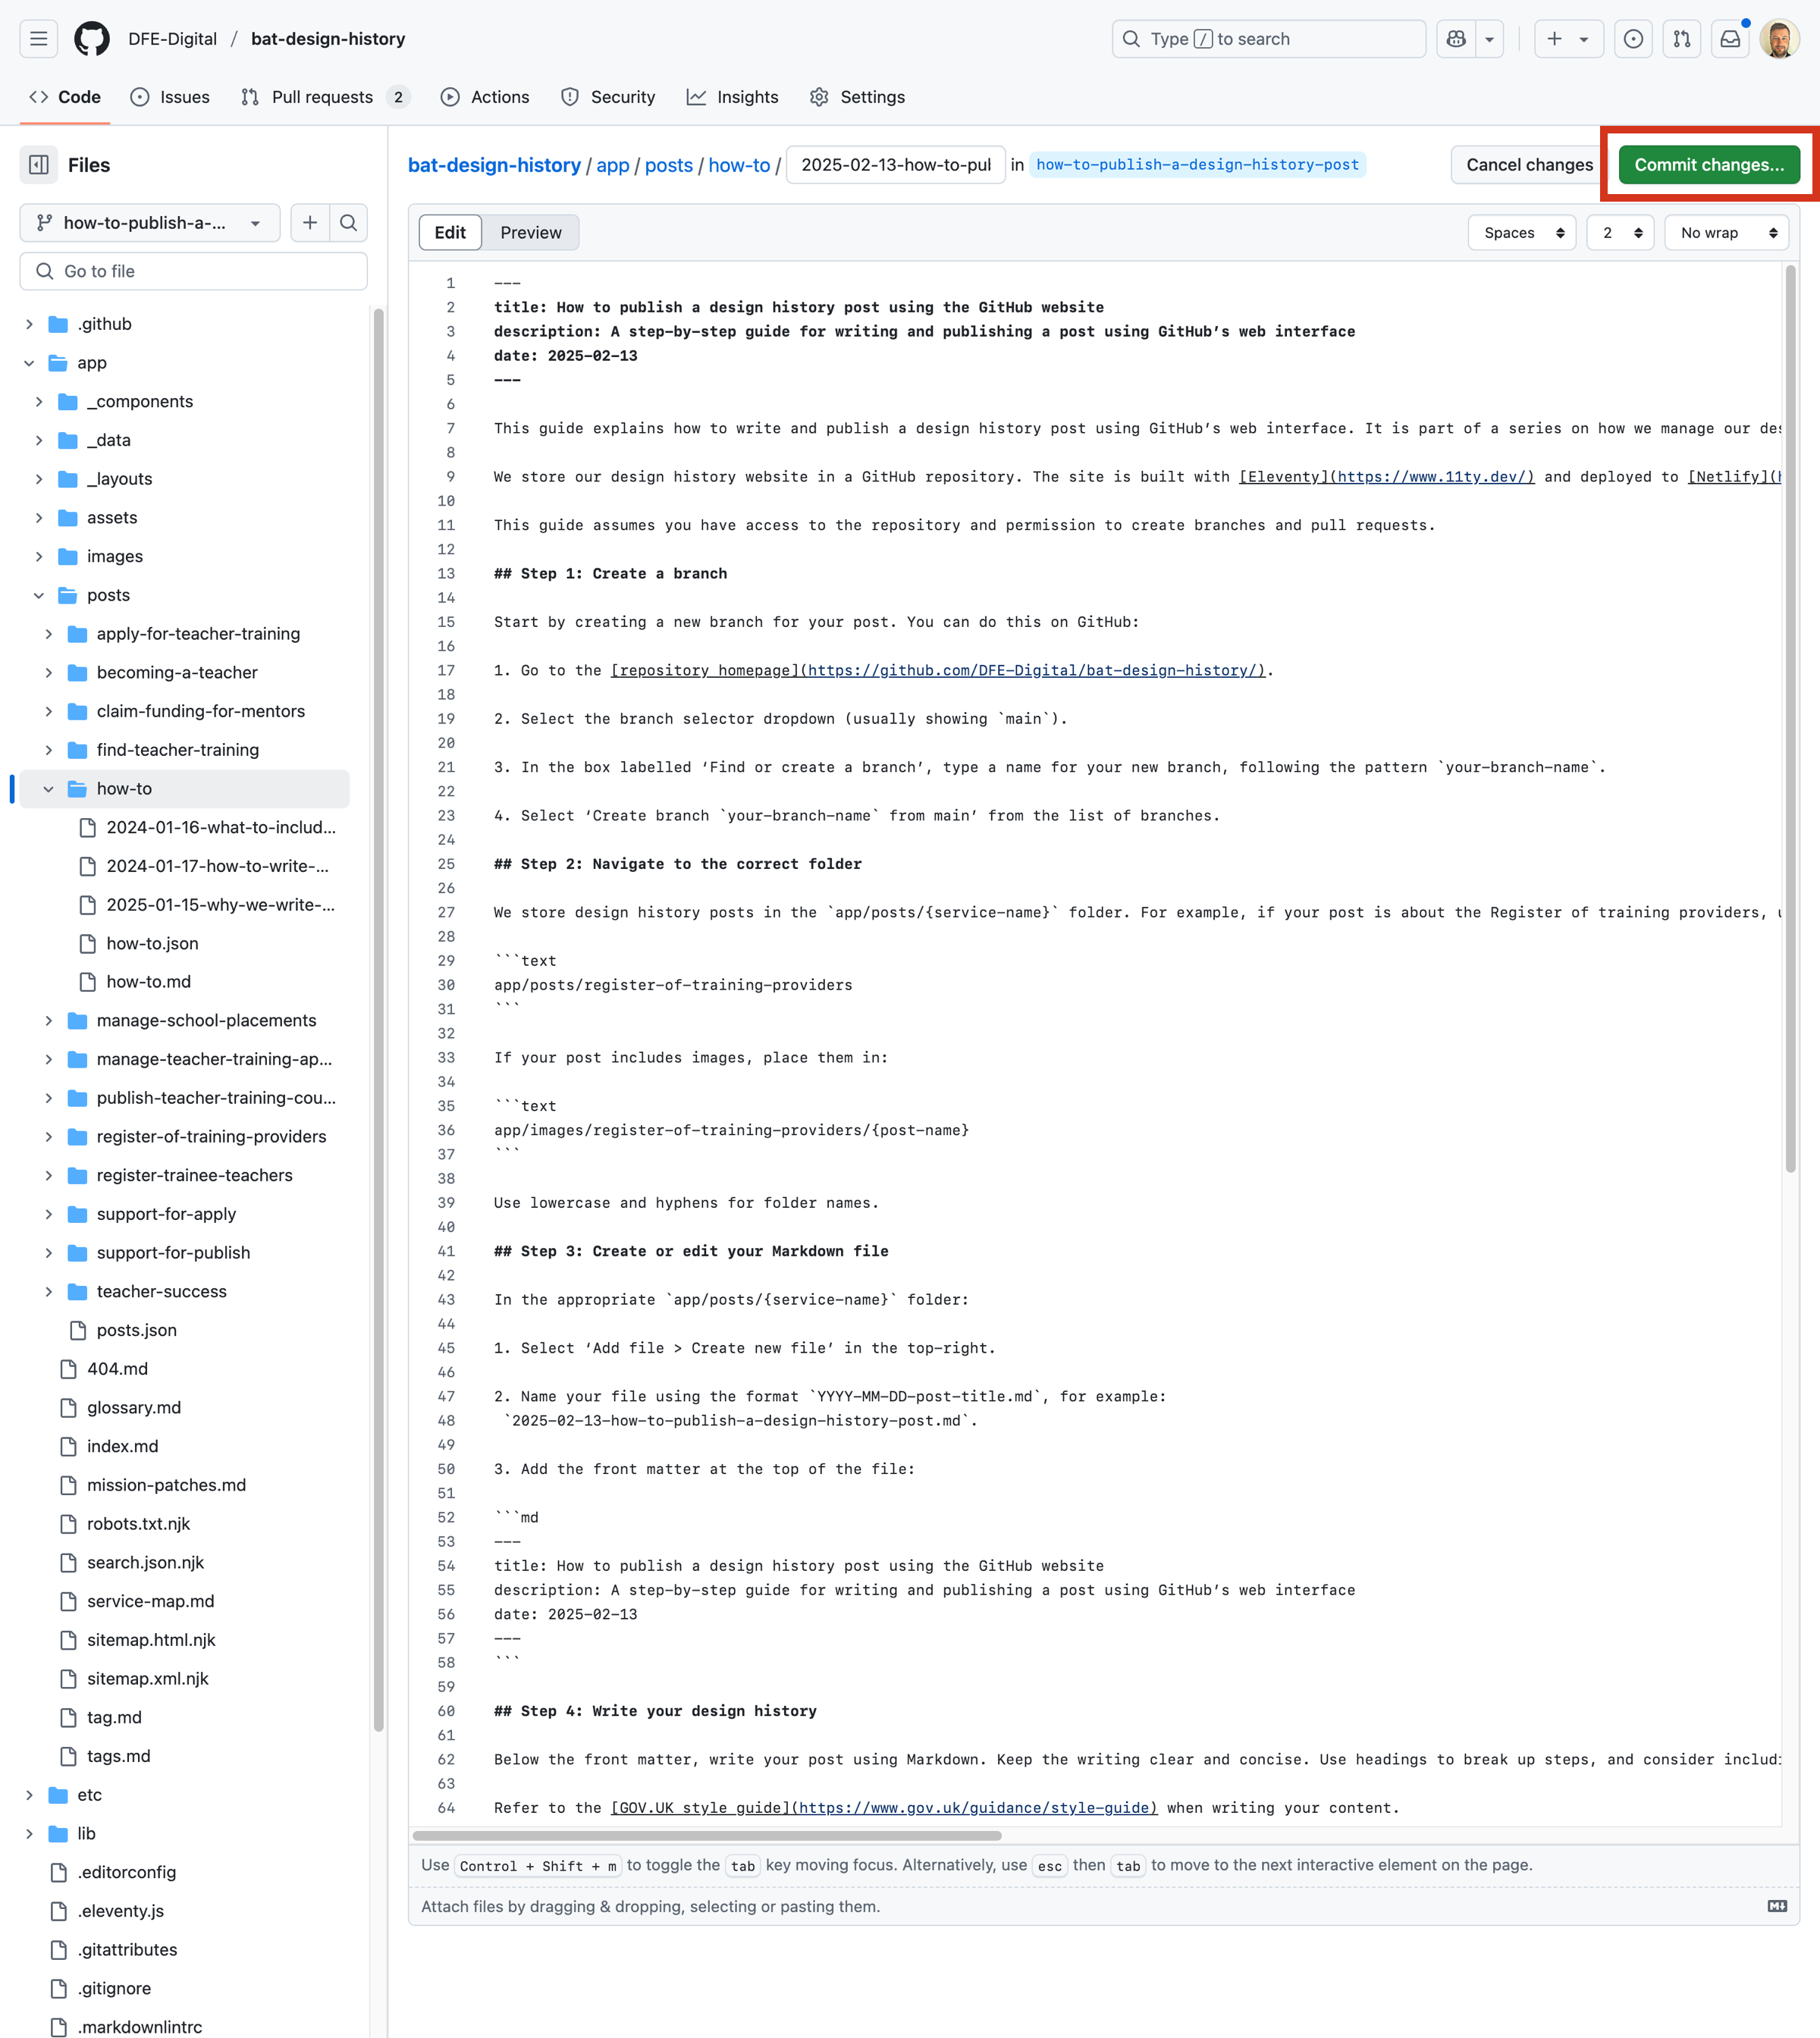 DFE-Digital / bat-design-history
Type / to search
Code
Issues
Pull requests 2
Actions
Security
Insights
Settings
Files
how-to-publish-a-...
Go to file
.github
app
_components
_data
_layouts
assets
images
posts
apply-for-teacher-training
becoming-a-teacher
claim-funding-for-mentors
find-teacher-training
how-to
2024-01-16-what-to-includ...
2024-01-17-how-to-write-...
2025-01-15-why-we-write-...
how-to.json
how-to.md
manage-school-placements
manage-teacher-training-ap...
publish-teacher-training-cou...
register-of-training-providers
register-trainee-teachers
support-for-apply
support-for-publish
teacher-success
posts.json
404.md
glossary.md
index.md
mission-patches.md
robots.txt.njk
search.json.njk
service-map.md
sitemap.html.njk
sitemap.xml.njk
tag.md
tags.md
etc
lib
.editorconfig
.eleventy.js
.gitattributes
.gitignore
.markdownlintrc
bat-design-history / app / posts / how-to / 2025-02-13-how-to-pul in how-to-publish-a-design-history-post
Cancel changes
Commit changes...
Edit
Preview
Spaces
2
No wrap
1 ---
2 title: How to publish a design history post using the GitHub website
3 description: A step-by-step guide for writing and publishing a post using GitHub’s web interface
4 date: 2025-02-13
5 ---
6
7 This guide explains how to write and publish a design history post using GitHub’s web interface. It is part of a series on how we manage our
8
9 We store our design history website in a GitHub repository. The site is built with [Eleventy](https://www.11ty.dev/) and deployed to [Netlify](
10
11 This guide assumes you have access to the repository and permission to create branches and pull requests.
12
13 ## Step 1: Create a branch
14
15 Start by creating a new branch for your post. You can do this on GitHub:
16
17 1. Go to the [repository homepage](https://github.com/DFE-Digital/bat-design-history/).
18
19 2. Select the branch selector dropdown (usually showing `main`).
20
21 3. In the box labelled ‘Find or create a branch’, type a name for your new branch, following the pattern `your-branch-name`.
22
23 4. Select ‘Create branch `your-branch-name` from main’ from the list of branches.
24
25 ## Step 2: Navigate to the correct folder
26
27 We store design history posts in the `app/posts/{service-name}` folder. For example, if your post is about the Register of training providers,
28
29 ```text
30 app/posts/register-of-training-providers
31 ```
32
33 If your post includes images, place them in:
34
35 ```text
36 app/images/register-of-training-providers/{post-name}
37 ```
38
39 Use lowercase and hyphens for folder names.
40
41 ## Step 3: Create or edit your Markdown file
42
43 In the appropriate `app/posts/{service-name}` folder:
44
45 1. Select ‘Add file > Create new file’ in the top-right.
46
47 2. Name your file using the format `YYYY-MM-DD-post-title.md`, for example:
48 `2025-02-13-how-to-publish-a-design-history-post.md`.
49
50 3. Add the front matter at the top of the file:
51
52 ```md
53 ---
54 title: How to publish a design history post using the GitHub website
55 description: A step-by-step guide for writing and publishing a post using GitHub’s web interface
56 date: 2025-02-13
57 ---
58 ```
59
60 ## Step 4: Write your design history
61
62 Below the front matter, write your post using Markdown. Keep the writing clear and concise. Use headings to break up steps, and consider
63
64 Refer to the [GOV.UK style guide](https://www.gov.uk/guidance/style-guide) when writing your content.
Use Control + Shift + m to toggle the tab key moving focus. Alternatively, use esc then tab to move to the next interactive element on the page.
Attach files by dragging & dropping, selecting or pasting them.